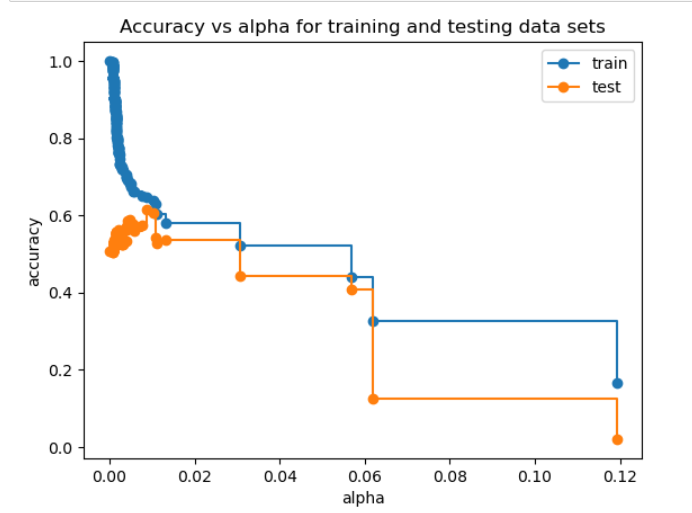 Accuracy vs alpha for training and testing data sets
train
test
accuracy
1.0
0.8
0.6
0.4
0.2
0.0
0.00 0.02 0.04 0.06 0.08 0.10 0.12
alpha